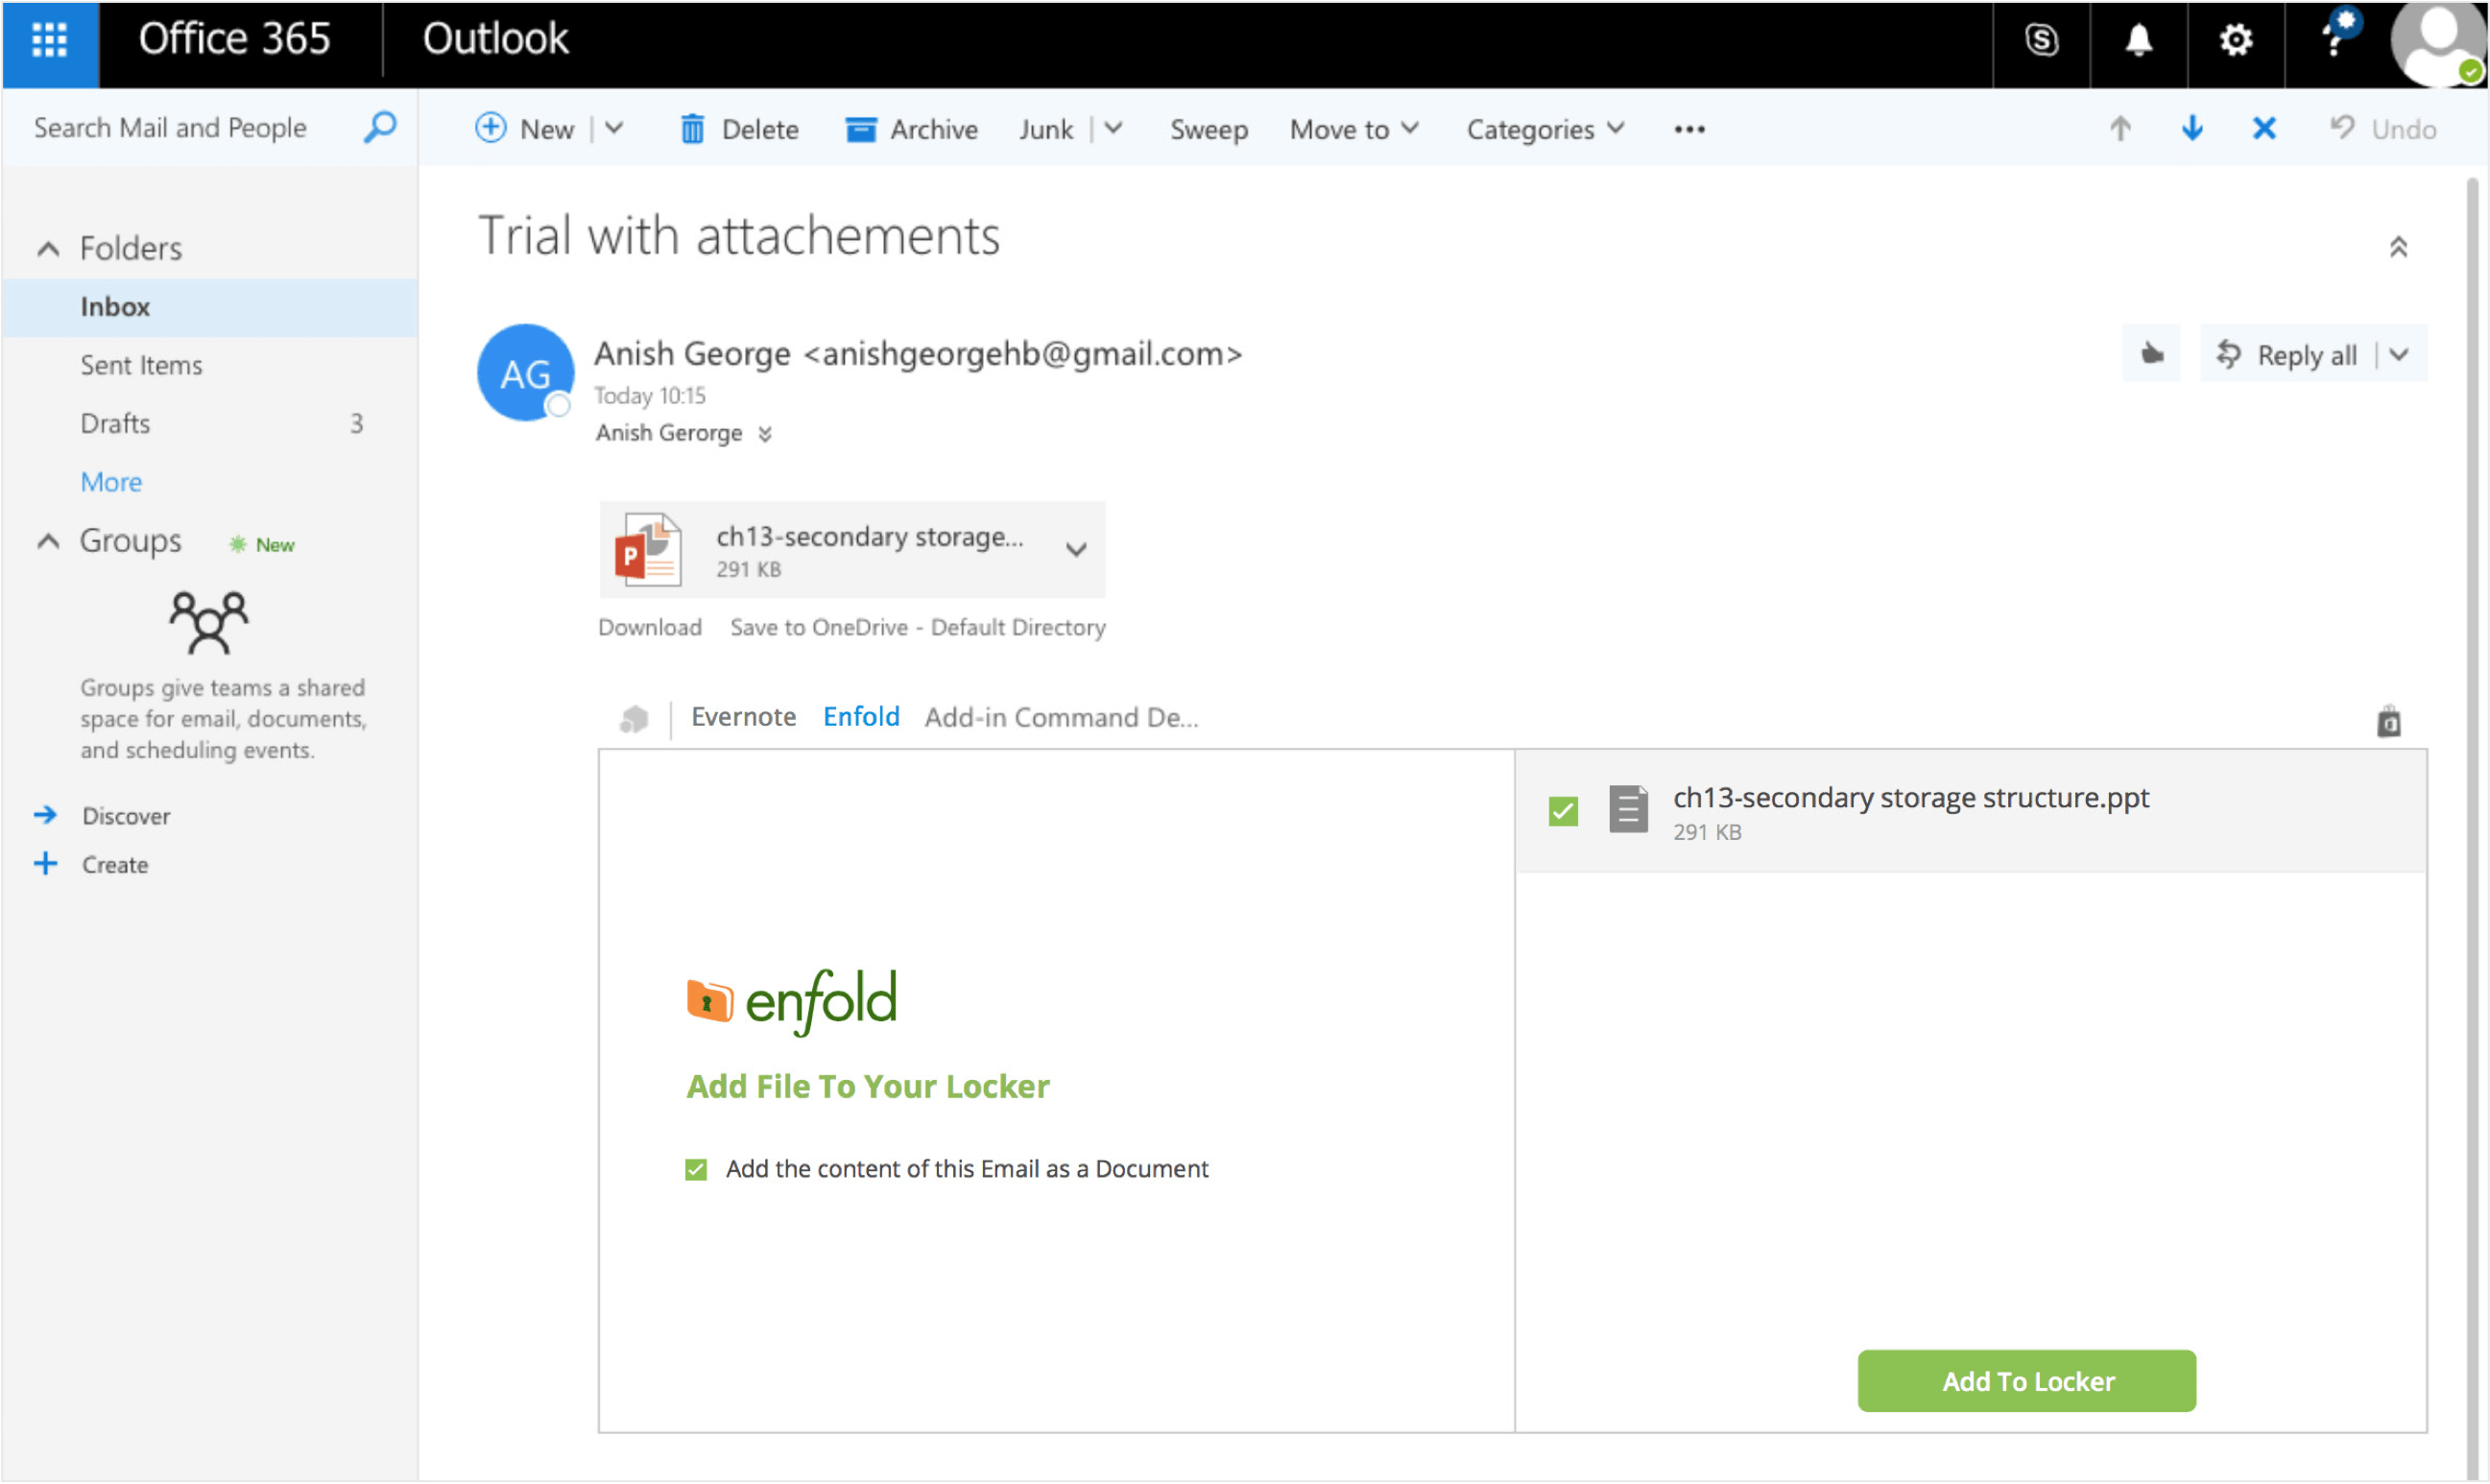 Office 365
Outlook
Search Mail and People
New
Delete
Archive
Junk
Sweep
Move to
Categories
•••
Undo
Folders
Inbox
Sent Items
Drafts 3
More
Groups New
Groups give teams a shared
space for email, documents,
and scheduling events.
Discover
Create
Trial with attachements
AG
Anish George <anishgeorgehb@gmail.com>
Today 10:15
Anish Gerorge
Reply all
P
ch13-secondary storage...
291 KB
Download Save to OneDrive - Default Directory
Evernote Enfold Add-in Command De...
enfold
Add File To Your Locker
Add the content of this Email as a Document
ch13-secondary storage structure.ppt
291 KB
Add To Locker